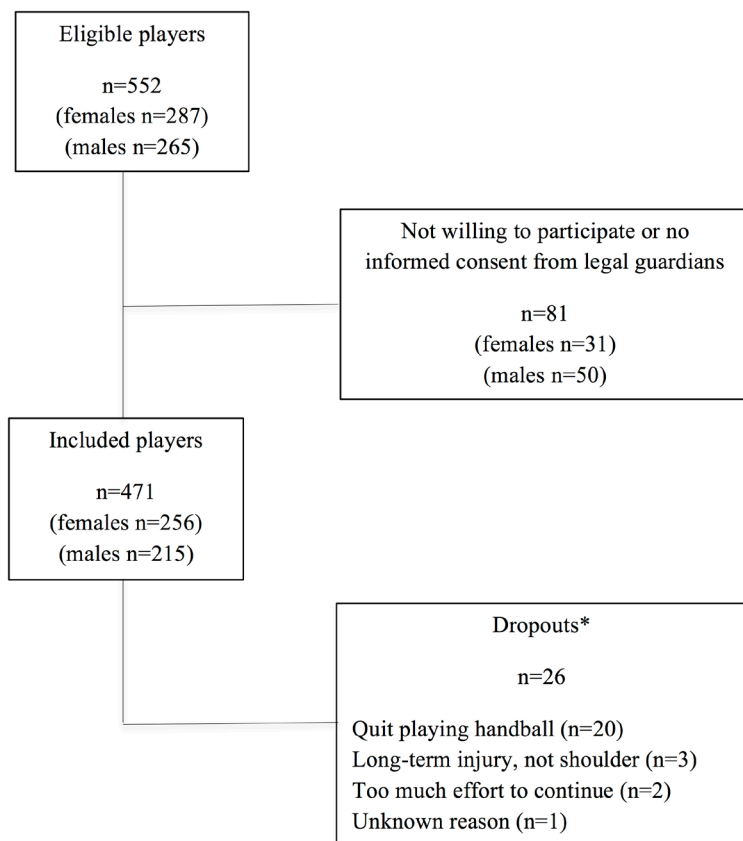 Eligible players
n=552
(females n=287)
(males n=265)
Not willing to participate or no
informed consent from legal guardians
n=81
(females n=31)
(males n=50)
Included players
n=471
(females n=256)
(males n=215)
Dropouts*
n=26
Quit playing handball (n=20)
Long-term injury, not shoulder (n=3)
Too much effort to continue (n=2)
Unknown reason (n=1)